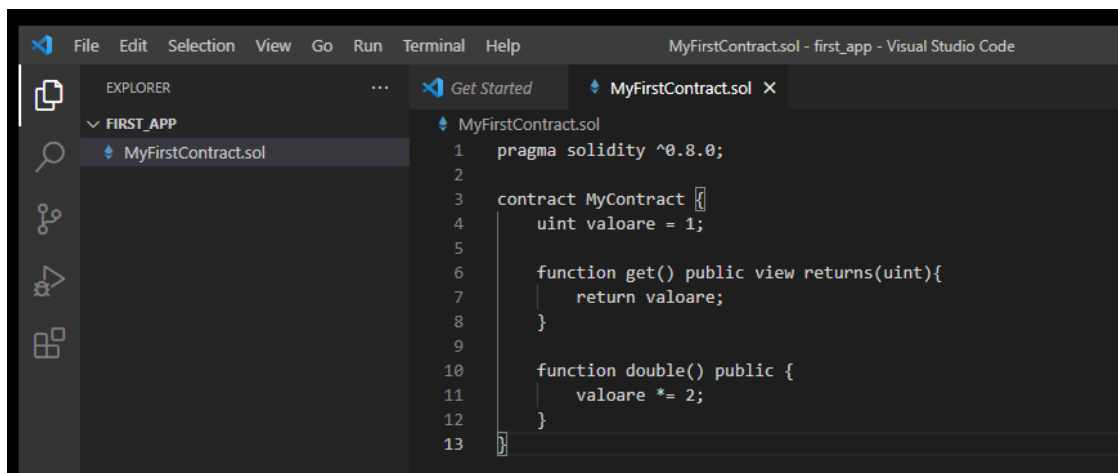 File Edit Selection View Go Run Terminal Help MyFirstContract.sol - first_app - Visual Studio Code
EXPLORER ··· Get Started MyFirstContract.sol ×
FIRST_APP
MyFirstContract.sol
MyFirstContract.sol
1 pragma solidity ^0.8.0;
2
3 contract MyContract {
4 uint valoare = 1;
5
6 function get() public view returns(uint){
7 return valoare;
8 }
9
10 function double() public {
11 valoare *= 2;
12 }
13 }